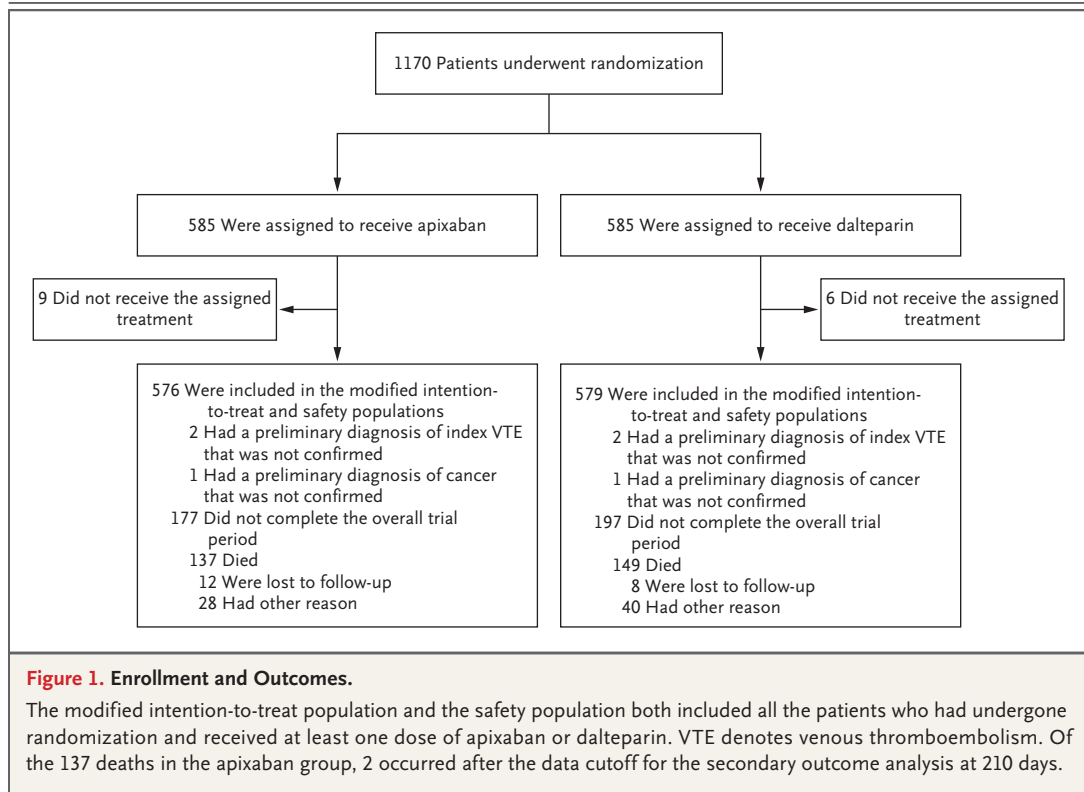 1170 Patients underwent randomization
585 Were assigned to receive apixaban
585 Were assigned to receive dalteparin
9 Did not receive the assigned
treatment
6 Did not receive the assigned
treatment
576 Were included in the modified intention-
to-treat and safety populations
2 Had a preliminary diagnosis of index VTE
that was not confirmed
1 Had a preliminary diagnosis of cancer
that was not confirmed
177 Did not complete the overall trial
period
137 Died
12 Were lost to follow-up
28 Had other reason
579 Were included in the modified intention-
to-treat and safety populations
2 Had a preliminary diagnosis of index VTE
that was not confirmed
1 Had a preliminary diagnosis of cancer
that was not confirmed
197 Did not complete the overall trial
period
149 Died
8 Were lost to follow-up
40 Had other reason
Figure 1. Enrollment and Outcomes.
The modified intention-to-treat population and the safety population both included all the patients who had undergone
randomization and received at least one dose of apixaban or dalteparin. VTE denotes venous thromboembolism. Of
the 137 deaths in the apixaban group, 2 occurred after the data cutoff for the secondary outcome analysis at 210 days.